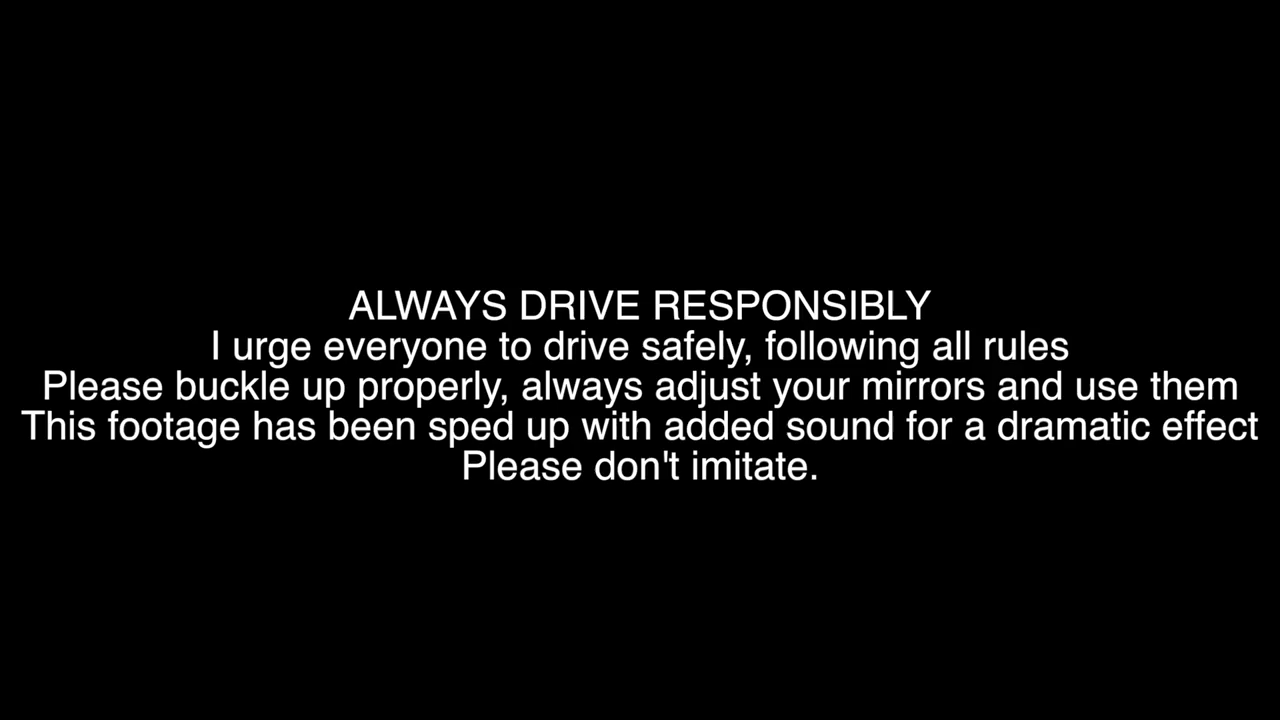 ALWAYS DRIVE RESPONSIBLY
I urge everyone to drive safely, following all rules
Please buckle up properly, always adjust your mirrors and use them
This footage has been sped up with added sound for a dramatic effect
Please don't imitate.